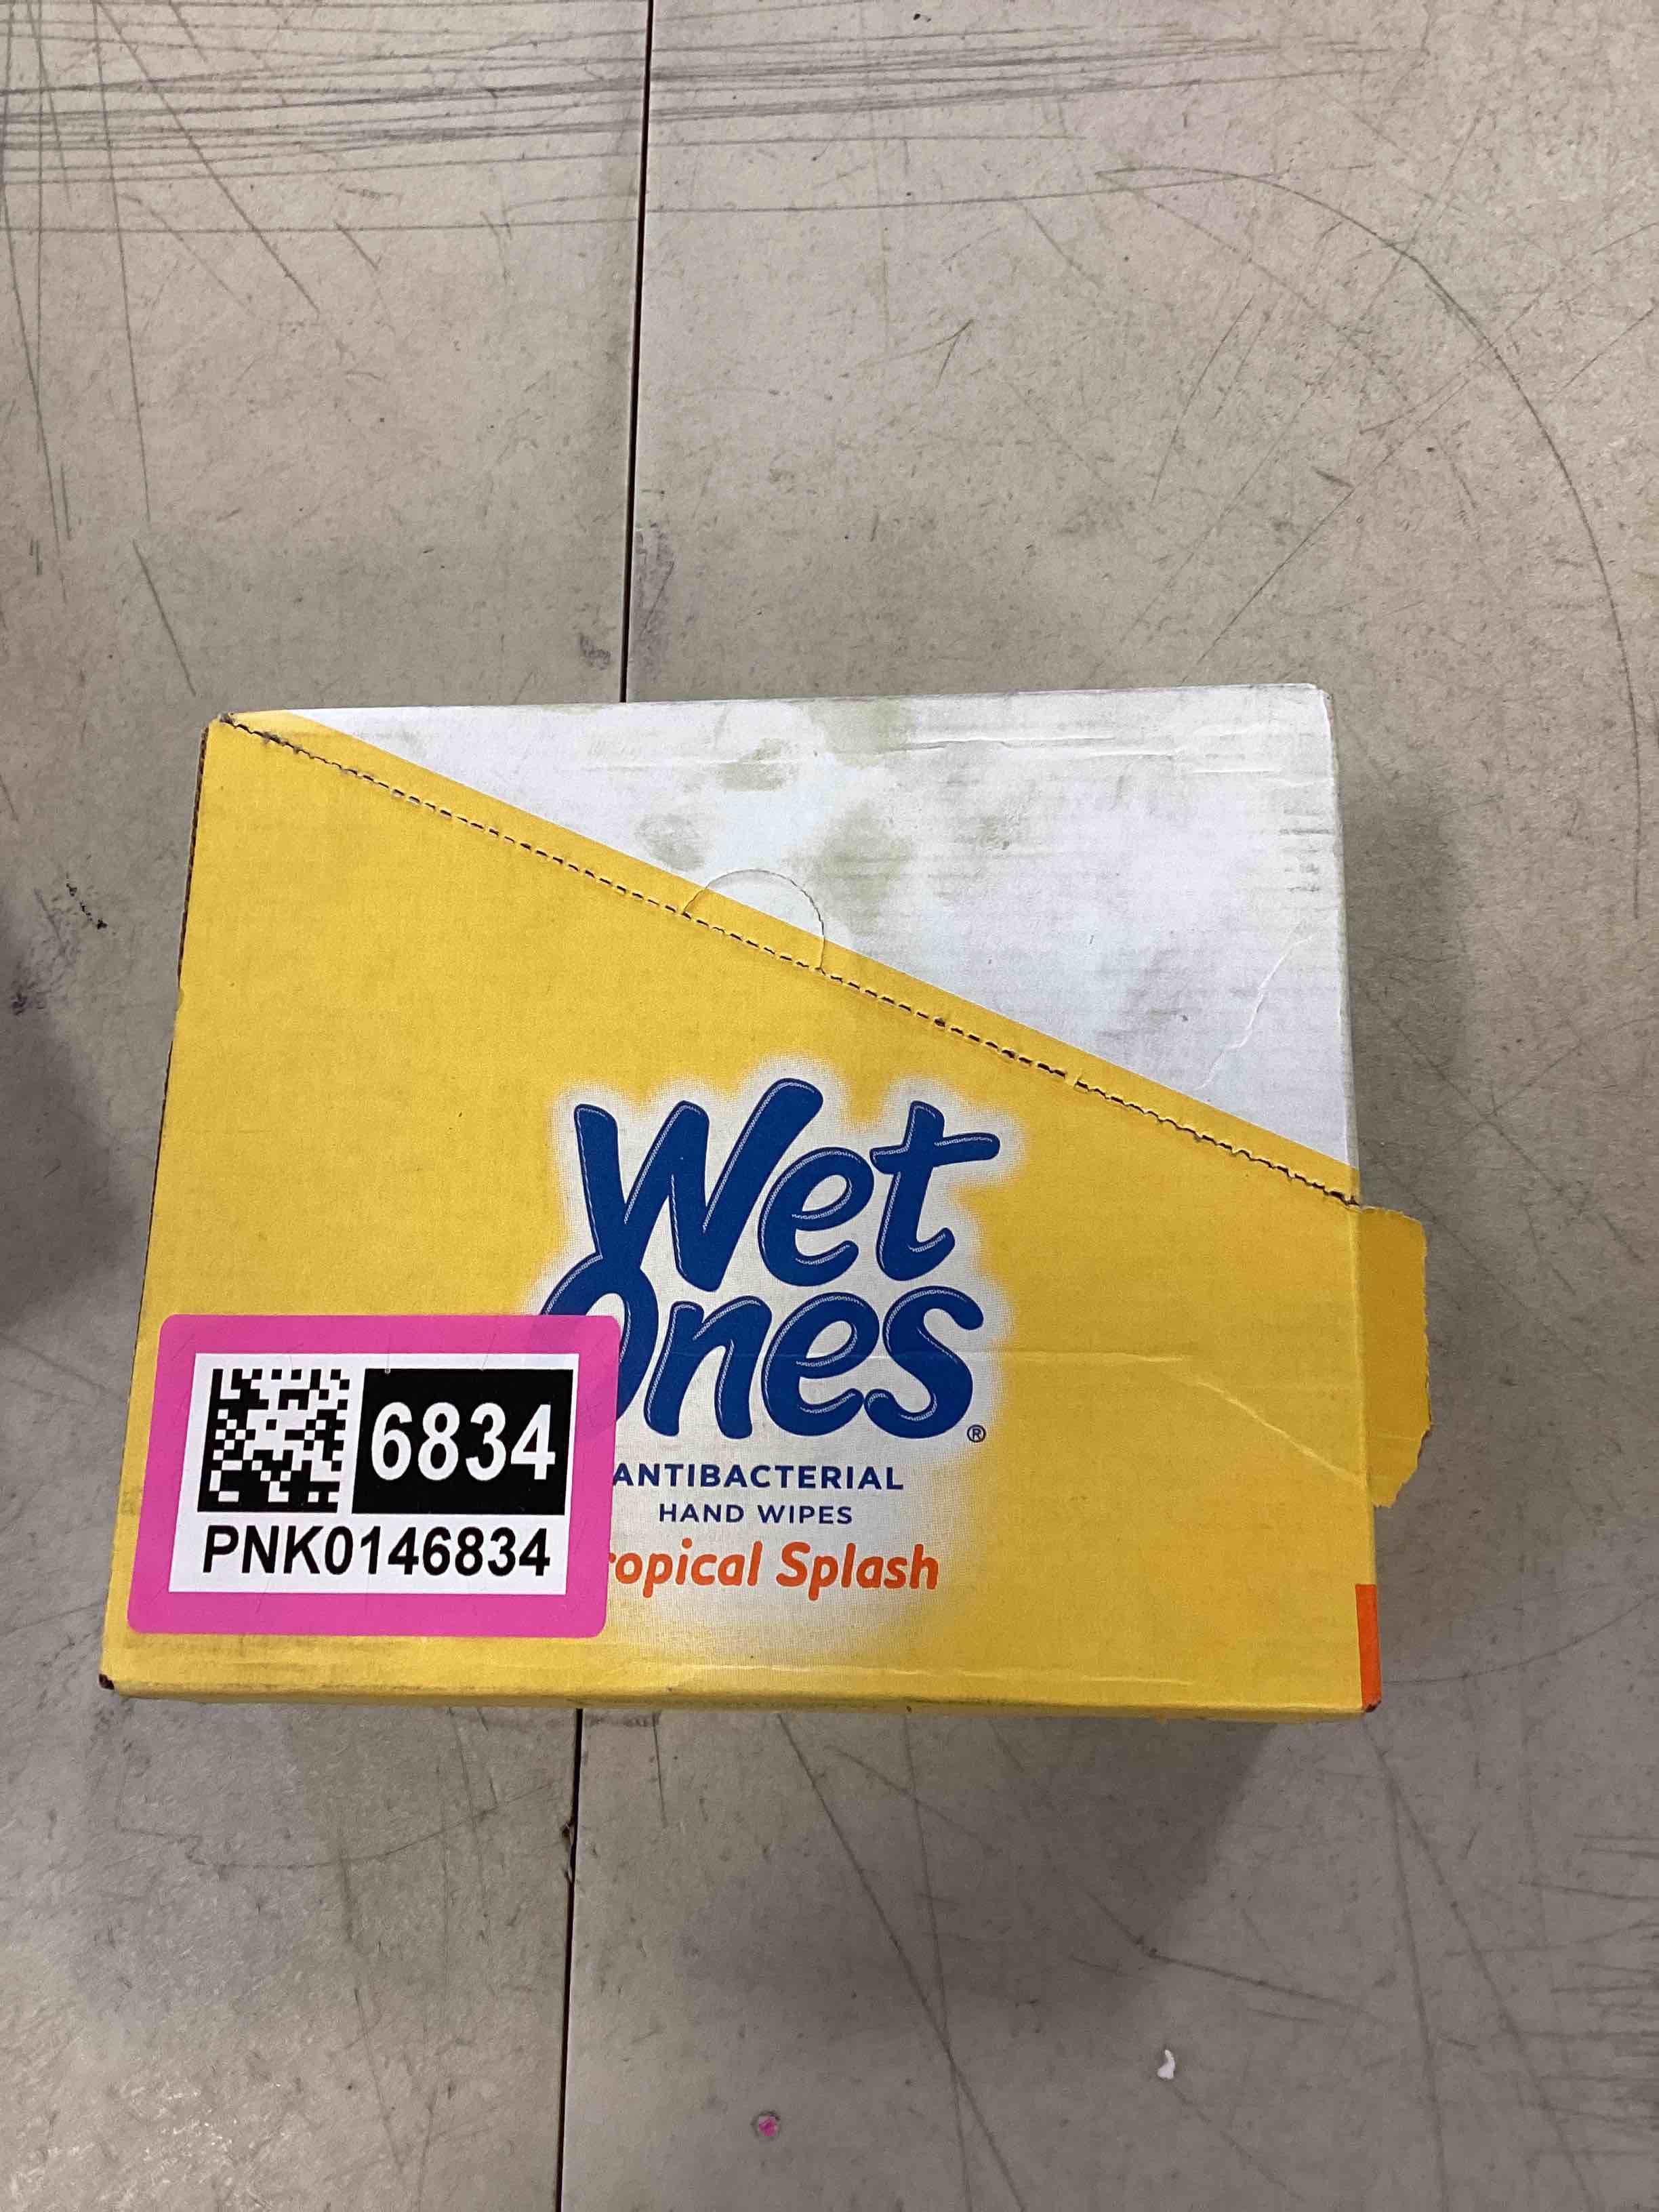 Wet
Ones®
ANTIBACTERIAL
HAND WIPES
ropical Splash
6834
PNK0146834